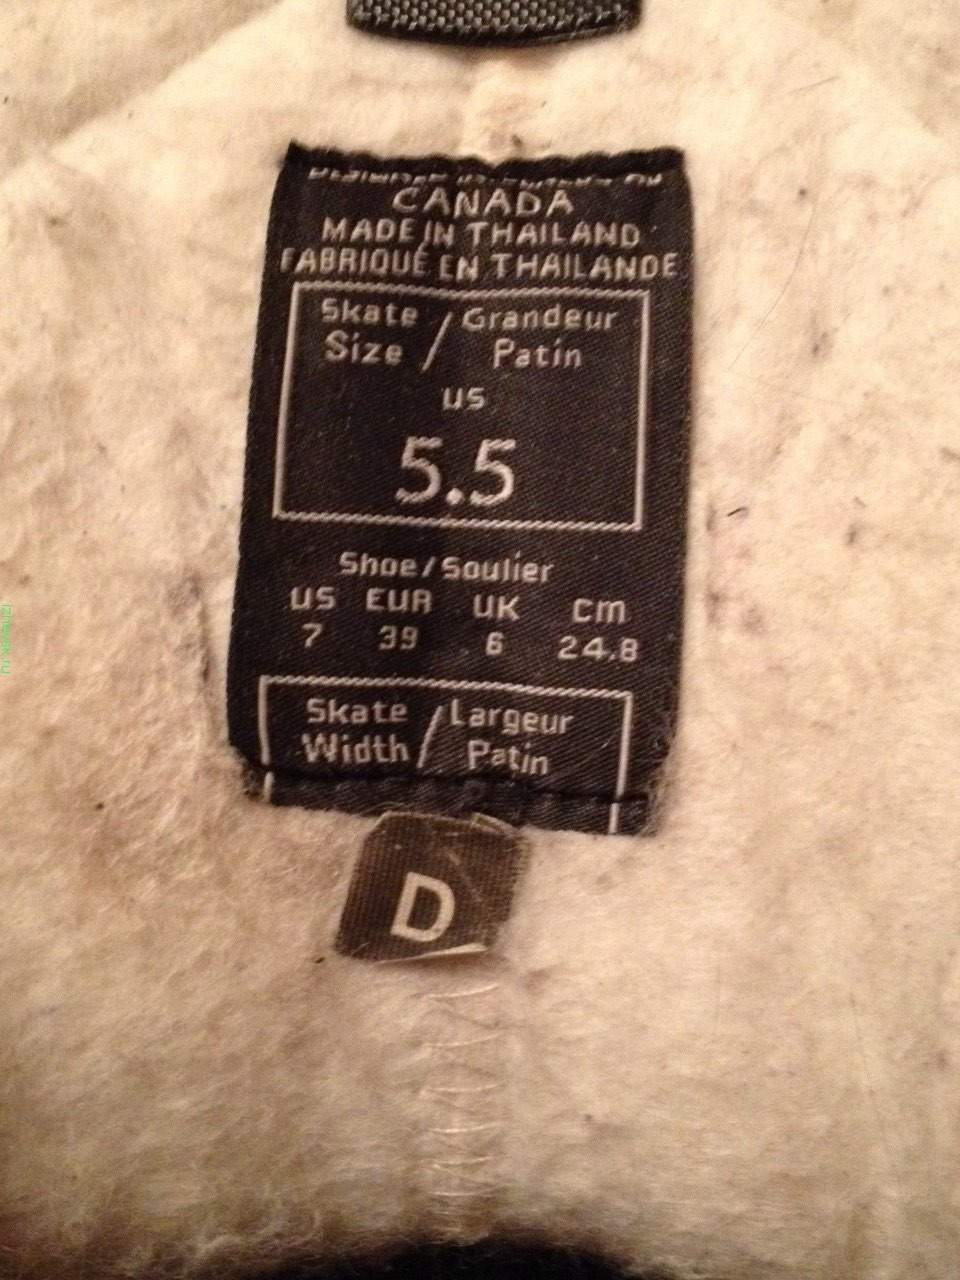 CANADA
MADE IN THAILAND
FABRIQUÉ EN THAILANDE
Skate / Grandeur
Size / Patin
US
5.5
Shoe/Soulier
US EUR UK cm
7 39 6 24.8
Skate / Largeur
Width / Patin
D